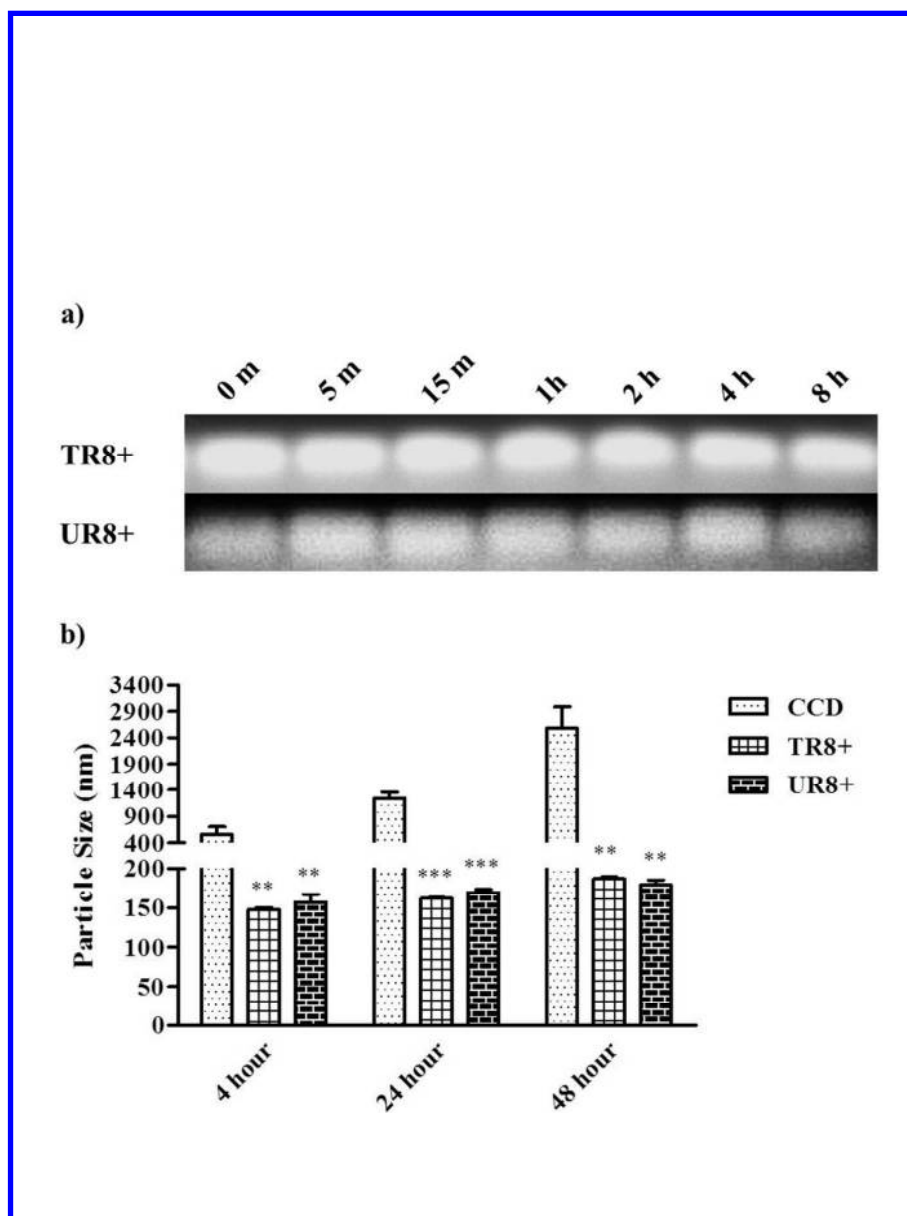 a)
0 m 5 m 15 m 1h 2 h 4 h 8 h
TR8+
UR8+
b)
Particle Size (nm)
3400
2900
2400
1900
1400
900
400
200
150
100
50
0
** ** *** *** ** **
4 hour 24 hour 48 hour
CCD
TR8+
UR8+